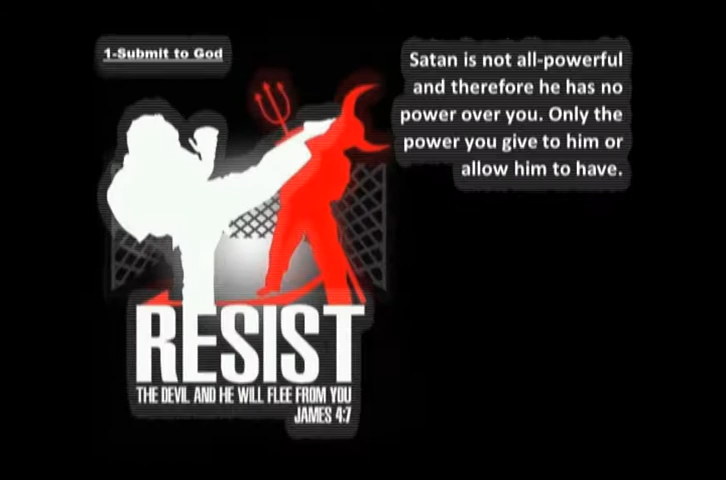 1-Submit to God
Satan is not all-powerful
and therefore he has no
power over you. Only the
power you give to him or
allow him to have.
RESIST
THE DEVIL AND HE WILL FLEE FROM YOU
JAMES 4:7